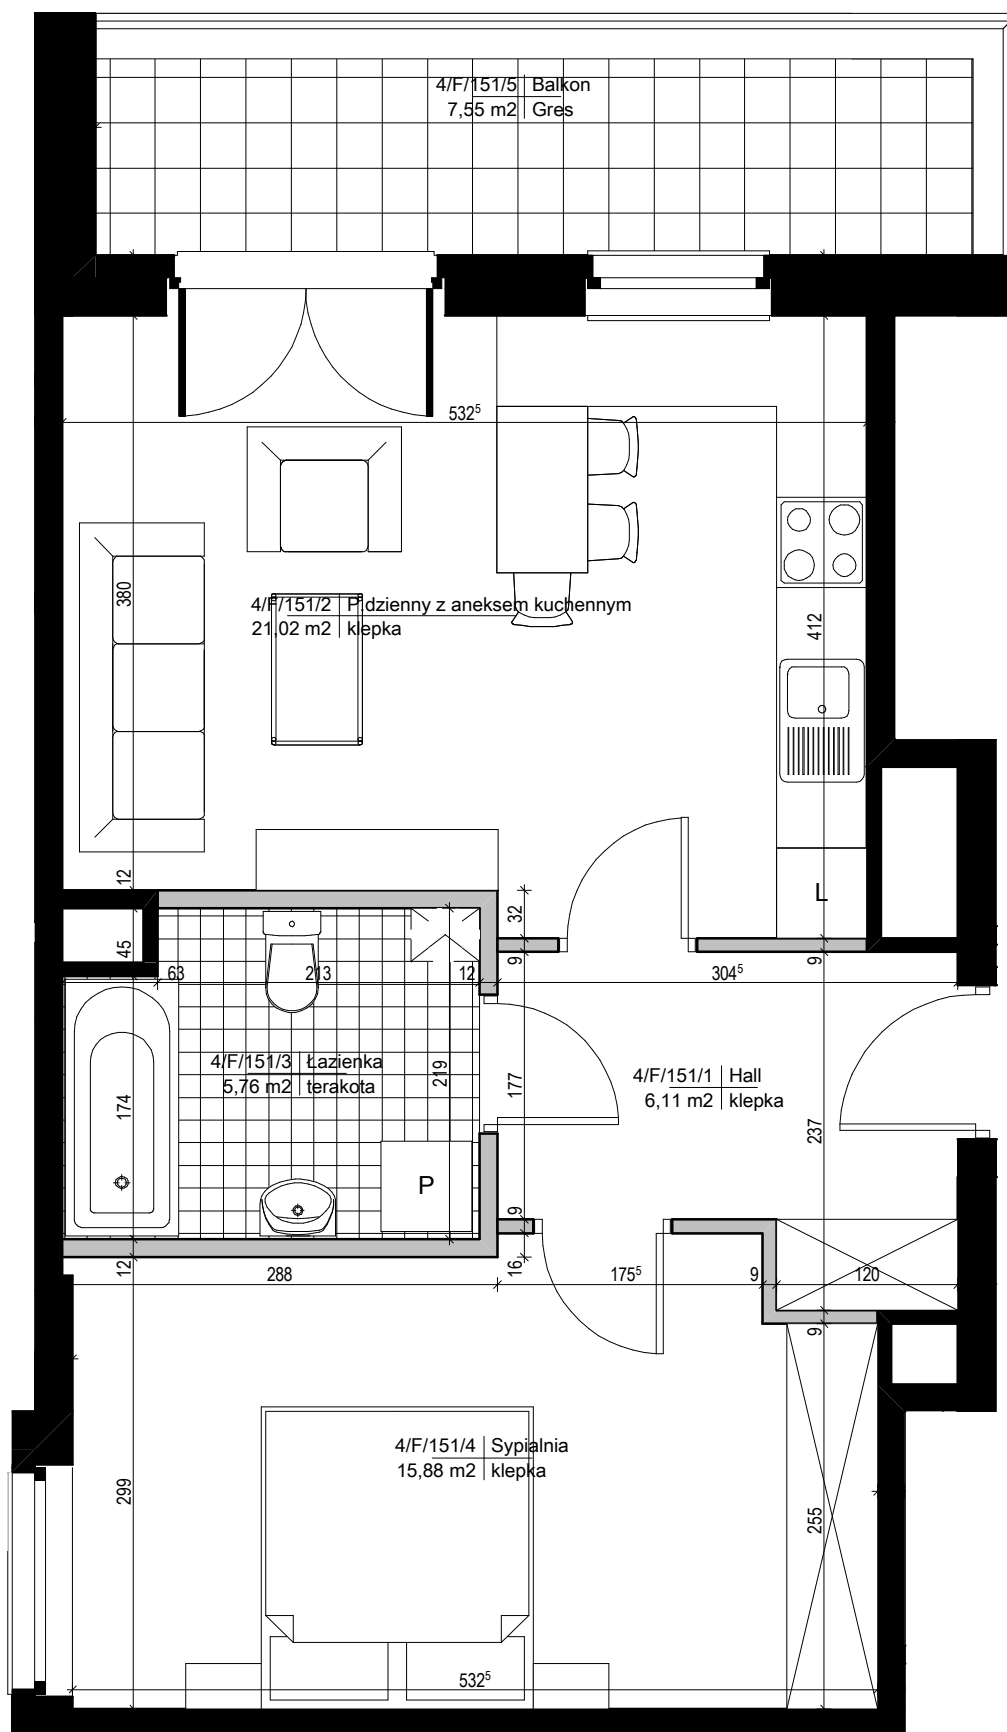 4/F/151/5 Balkon
7,55 m2 Gres
532⁵
380
4/F/151/2 P.dzienny z aneksem kuchennym
21,02 m2 klepka
412
12
L
32
45
9
9
63
213
12
304⁵
4/F/151/3 Łazienka
5,76 m2 terakota
219
177
4/F/151/1 Hall
6,11 m2 klepka
174
237
P
9
12
288
16
175⁵
9
120
9
4/F/151/4 Sypialnia
15,88 m2 klepka
299
255
532⁵